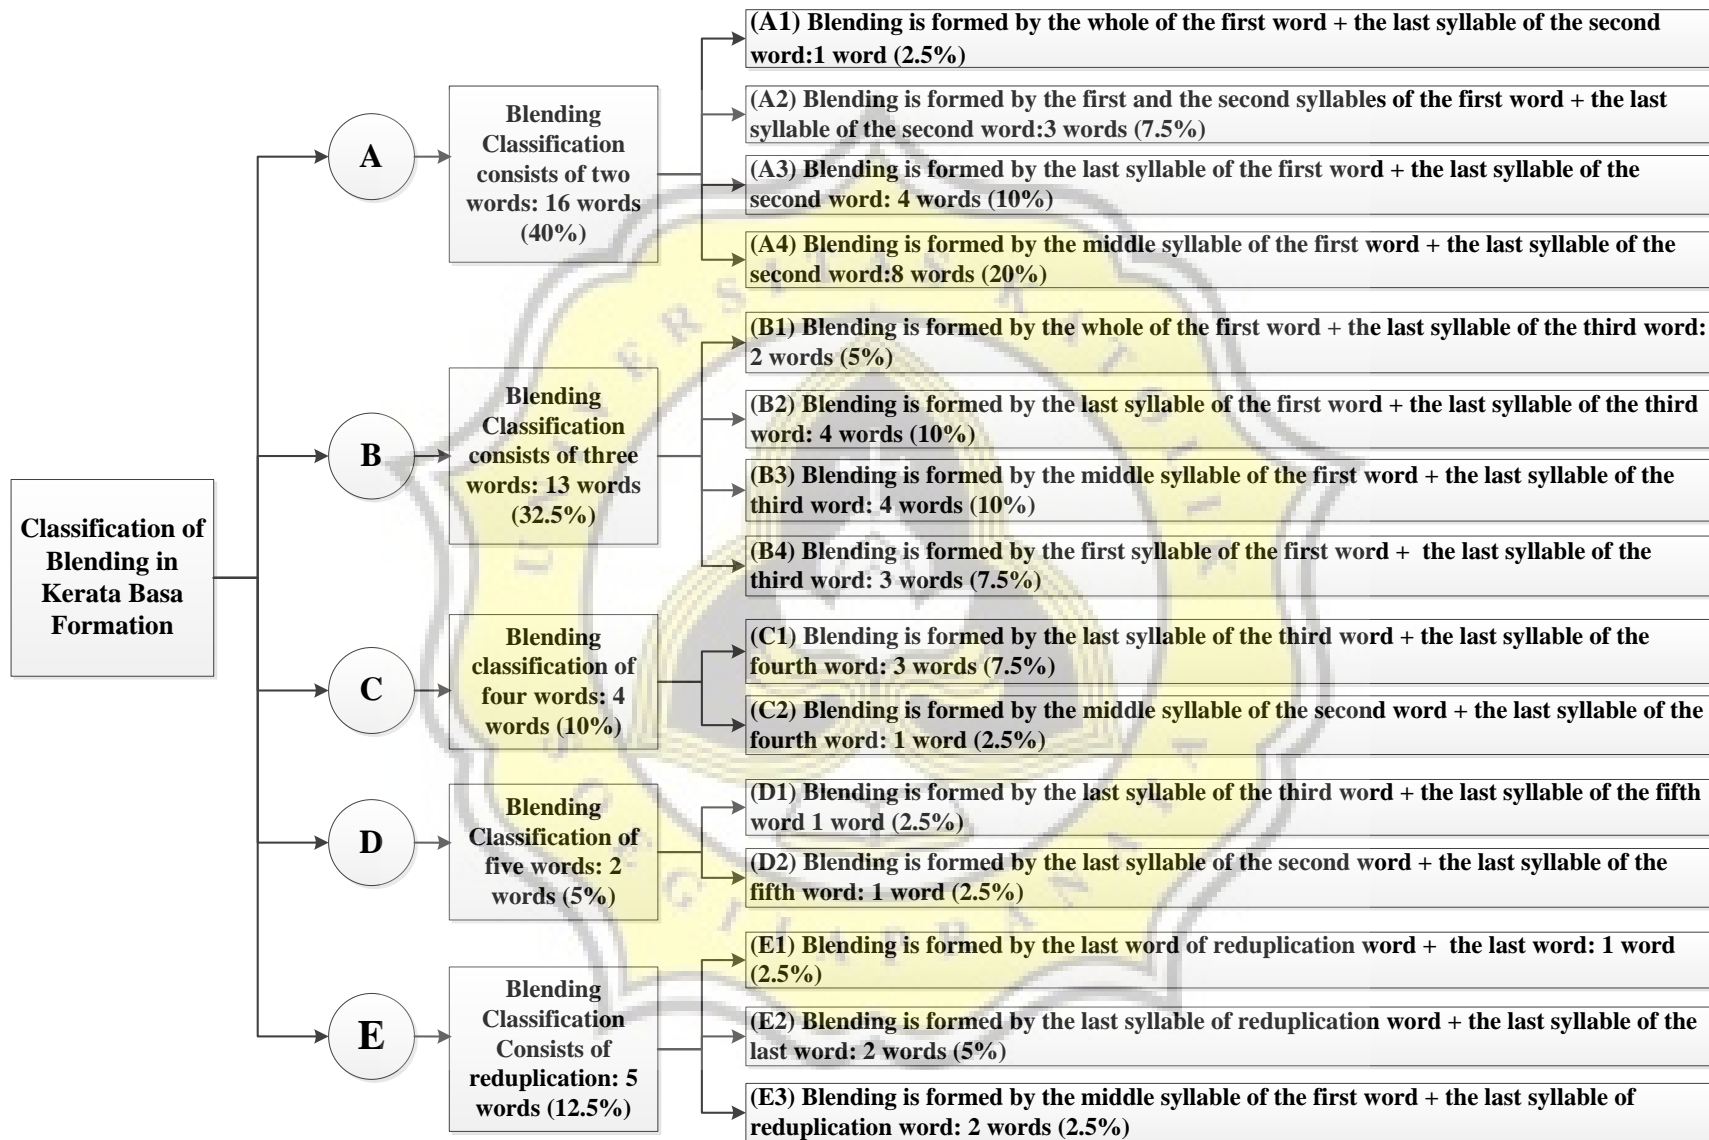 Classification of
Blending in
Kerata Basa
Formation
A
Blending
Classification
consists of two
words: 16 words
(40%)
(A1) Blending is formed by the whole of the first word + the last syllable of the second
word:1 word (2.5%)
(A2) Blending is formed by the first and the second syllables of the first word + the last
syllable of the second word:3 words (7.5%)
(A3) Blending is formed by the last syllable of the first word + the last syllable of the
second word: 4 words (10%)
(A4) Blending is formed by the middle syllable of the first word + the last syllable of the
second word:8 words (20%)
B
Blending
Classification
consists of three
words: 13 words
(32.5%)
(B1) Blending is formed by the whole of the first word + the last syllable of the third word:
2 words (5%)
(B2) Blending is formed by the last syllable of the first word + the last syllable of the third
word: 4 words (10%)
(B3) Blending is formed by the middle syllable of the first word + the last syllable of the
third word: 4 words (10%)
(B4) Blending is formed by the first syllable of the first word + the last syllable of the
third word: 3 words (7.5%)
C
Blending
classification of
four words: 4
words (10%)
(C1) Blending is formed by the last syllable of the third word + the last syllable of the
fourth word: 3 words (7.5%)
(C2) Blending is formed by the middle syllable of the second word + the last syllable of the
fourth word: 1 word (2.5%)
D
Blending
Classification of
five words: 2
words (5%)
(D1) Blending is formed by the last syllable of the third word + the last syllable of the fifth
word 1 word (2.5%)
(D2) Blending is formed by the last syllable of the second word + the last syllable of the
fifth word: 1 word (2.5%)
E
Blending
Classification
Consists of
reduplication: 5
words (12.5%)
(E1) Blending is formed by the last word of reduplication word + the last word: 1 word
(2.5%)
(E2) Blending is formed by the last syllable of reduplication word + the last syllable of the
last word: 2 words (5%)
(E3) Blending is formed by the middle syllable of the first word + the last syllable of
reduplication word: 2 words (2.5%)
UNIVERSITAS KATOLIK
SOEGIJAPRANATA